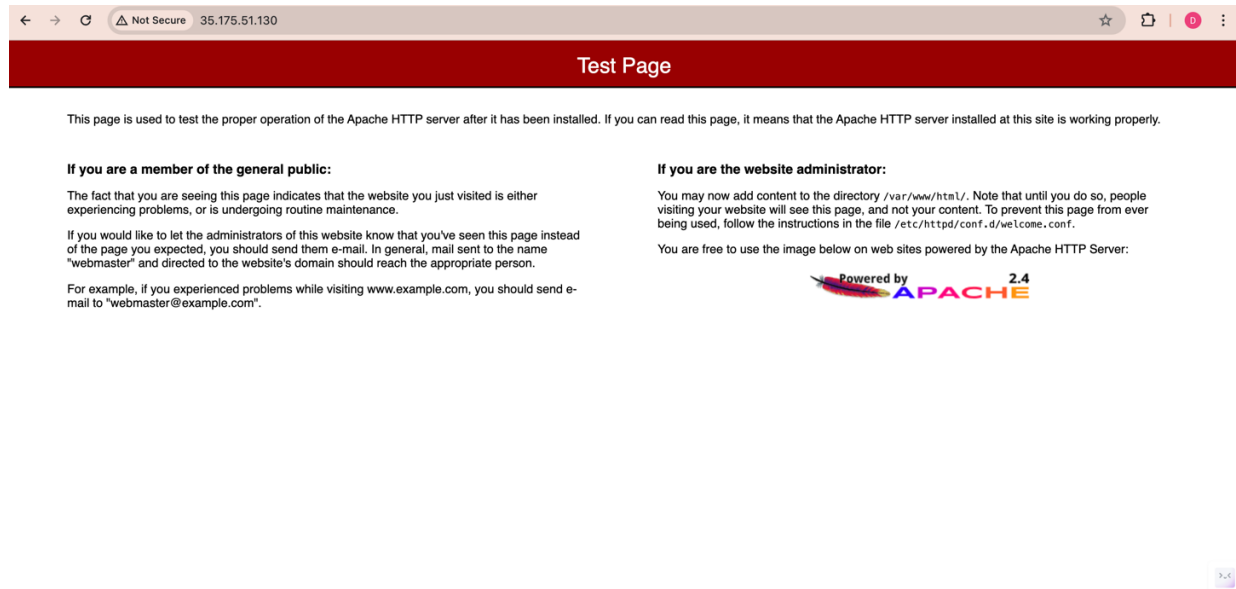 Not Secure 35.175.51.130
D
Test Page
This page is used to test the proper operation of the Apache HTTP server after it has been installed. If you can read this page, it means that the Apache HTTP server installed at this site is working properly.
If you are a member of the general public:
The fact that you are seeing this page indicates that the website you just visited is either
experiencing problems, or is undergoing routine maintenance.
If you would like to let the administrators of this website know that you've seen this page instead
of the page you expected, you should send them e-mail. In general, mail sent to the name
"webmaster" and directed to the website's domain should reach the appropriate person.
For example, if you experienced problems while visiting www.example.com, you should send e-
mail to "webmaster@example.com".
If you are the website administrator:
You may now add content to the directory /var/www/html/. Note that until you do so, people
visiting your website will see this page, and not your content. To prevent this page from ever
being used, follow the instructions in the file /etc/httpd/conf.d/welcome.conf.
You are free to use the image below on web sites powered by the Apache HTTP Server:
Powered by 2.4
APACHE